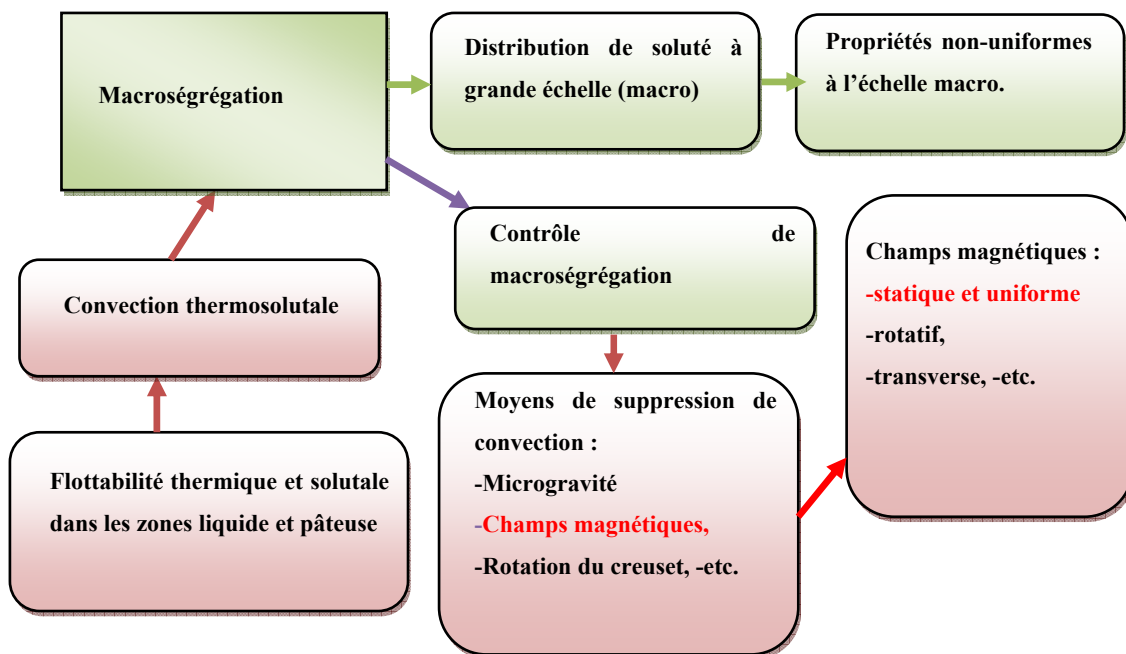 Macroségrégation
Distribution de soluté à
grande échelle (macro)
Propriétés non-uniformes
à l'échelle macro.
Contrôle de
macroségrégation
Champs magnétiques :
-statique et uniforme
-rotatif,
-transverse, -etc.
Convection thermosolutale
Moyens de suppression de
convection :
-Microgravité
-Champs magnétiques,
-Rotation du creuset, -etc.
Flottabilité thermique et solutale
dans les zones liquide et pâteuse